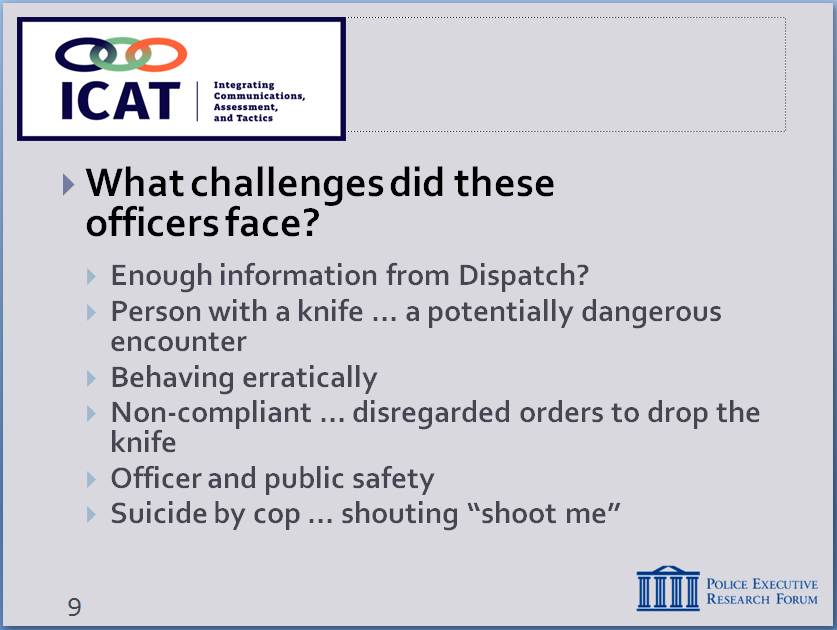 ICAT
Integrating
Communications,
Assessment,
and Tactics
What challenges did these
officers face?
Enough information from Dispatch?
Person with a knife ... a potentially dangerous
encounter
Behaving erratically
Non-compliant ... disregarded orders to drop the
knife
Officer and public safety
Suicide by cop ... shouting “shoot me”
9
POLICE EXECUTIVE
RESEARCH FORUM